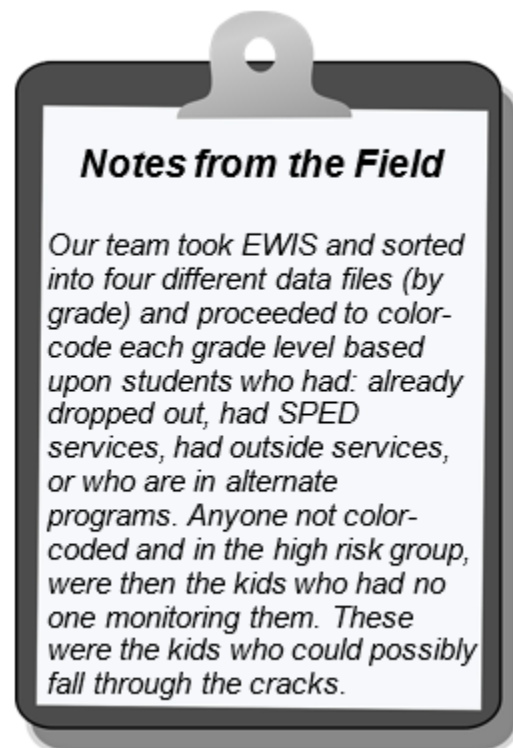 Notes from the Field
Our team took EWIS and sorted
into four different data files (by
grade) and proceeded to color-
code each grade level based
upon students who had: already
dropped out, had SPED
services, had outside services,
or who are in alternate
programs. Anyone not color-
coded and in the high risk group,
were then the kids who had no
one monitoring them. These
were the kids who could possibly
fall through the cracks.